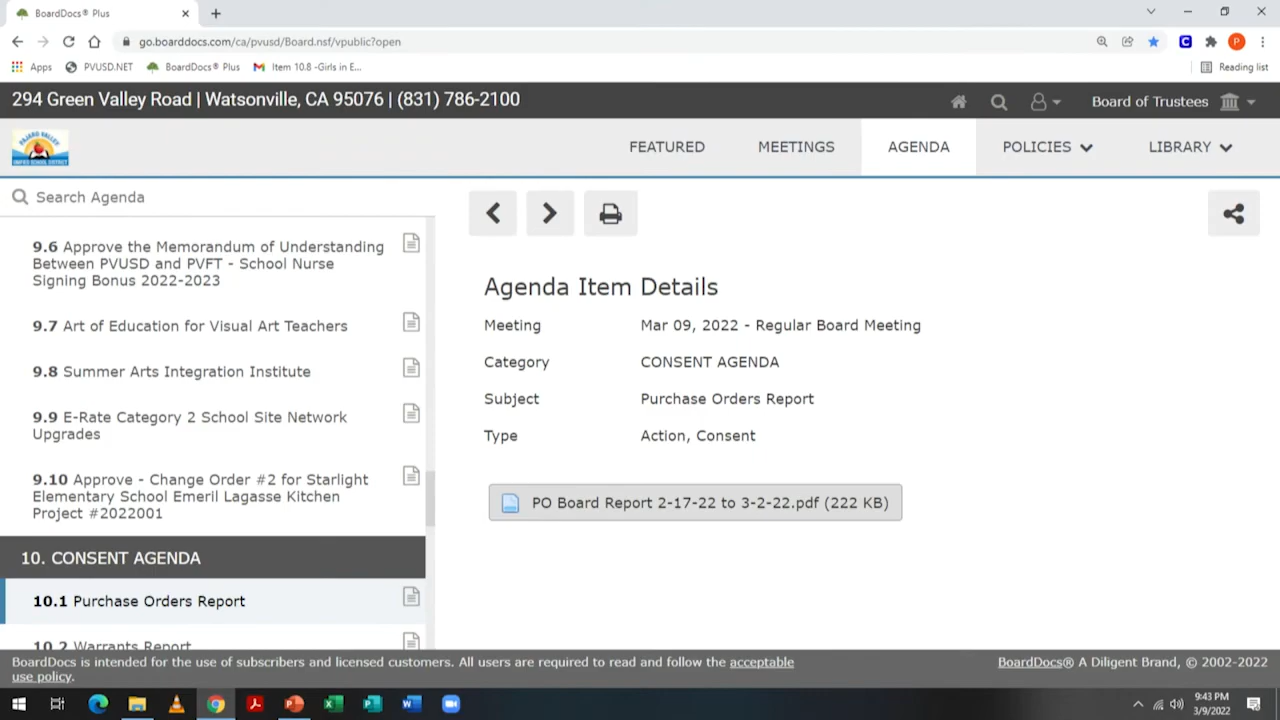 BoardDocs® Plus
go.boarddocs.com/ca/pvusd/Board.nsf/vpublic?open
P
Apps
PVUSD.NET
BoardDocs® Plus
Item 10.8 -Girls in E...
Reading list
294 Green Valley Road | Watsonville, CA 95076 | (831) 786-2100
Board of Trustees
FEATURED
MEETINGS
AGENDA
POLICIES
LIBRARY
Search Agenda
9.6 Approve the Memorandum of Understanding
Between PVUSD and PVFT - School Nurse
Signing Bonus 2022-2023
9.7 Art of Education for Visual Art Teachers
9.8 Summer Arts Integration Institute
9.9 E-Rate Category 2 School Site Network
Upgrades
9.10 Approve - Change Order #2 for Starlight
Elementary School Emeril Lagasse Kitchen
Project #2022001
10. CONSENT AGENDA
10.1 Purchase Orders Report
10.2 Warrants Report
Agenda Item Details
Meeting Mar 09, 2022 - Regular Board Meeting
Category CONSENT AGENDA
Subject Purchase Orders Report
Type Action, Consent
PO Board Report 2-17-22 to 3-2-22.pdf (222 KB)
BoardDocs is intended for the use of subscribers and licensed customers. All users are required to read and follow the acceptable
use policy.
BoardDocs® A Diligent Brand, © 2002-2022
9:43 PM
3/9/2022